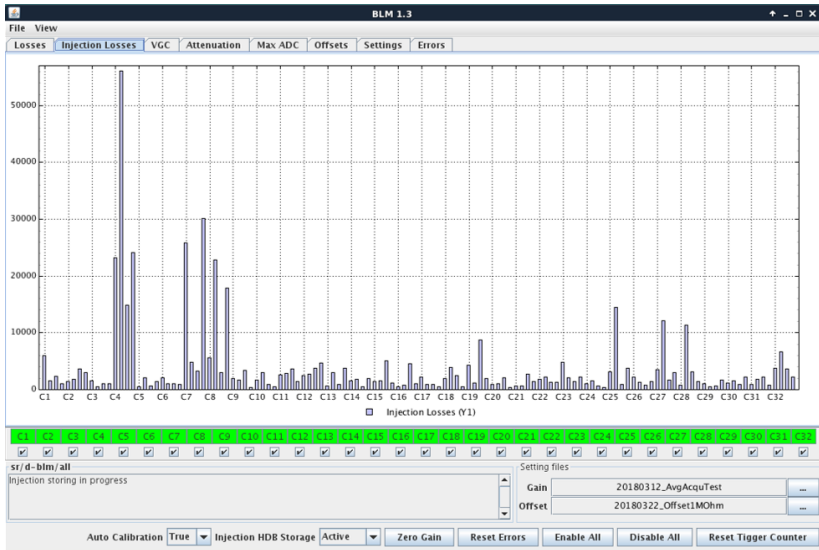 BLM 1.3
File View
Losses Injection Losses VGC Attenuation Max ADC Offsets Settings Errors
50000
40000
30000
20000
10000
0
C1 C2 C3 C4 C5 C6 C7 C8 C9 C10 C11 C12 C13 C14 C15 C16 C17 C18 C19 C20 C21 C22 C23 C24 C25 C26 C27 C28 C29 C30 C31 C32
Injection Losses (Y1)
C1 C2 C3 C4 C5 C6 C7 C8 C9 C10 C11 C12 C13 C14 C15 C16 C17 C18 C19 C20 C21 C22 C23 C24 C25 C26 C27 C28 C29 C30 C31 C32
sr/d-blm/all Setting files
Injection storing in progress
Gain 20180312_AvgAcquTest ...
Offset 20180322_Offset1MOhm ...
Auto Calibration True Injection HDB Storage Active Zero Gain Reset Errors Enable All Disable All Reset Tigger Counter